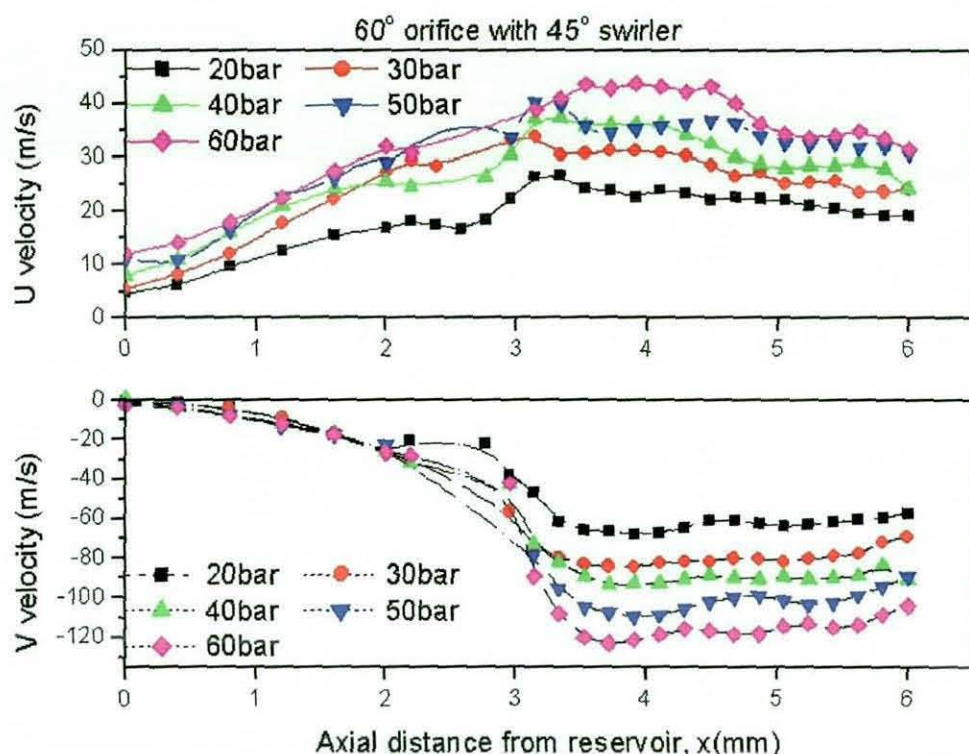 60° orifice with 45° swirler
U velocity (m/s)
50
40
30
20
10
0
20bar 30bar
40bar 50bar
60bar
0 1 2 3 4 5 6
V velocity (m/s)
0
-20
-40
-60
-80
-100
-120
20bar 30bar
40bar 50bar
60bar
0 1 2 3 4 5 6
Axial distance from reservoir, x(mm)